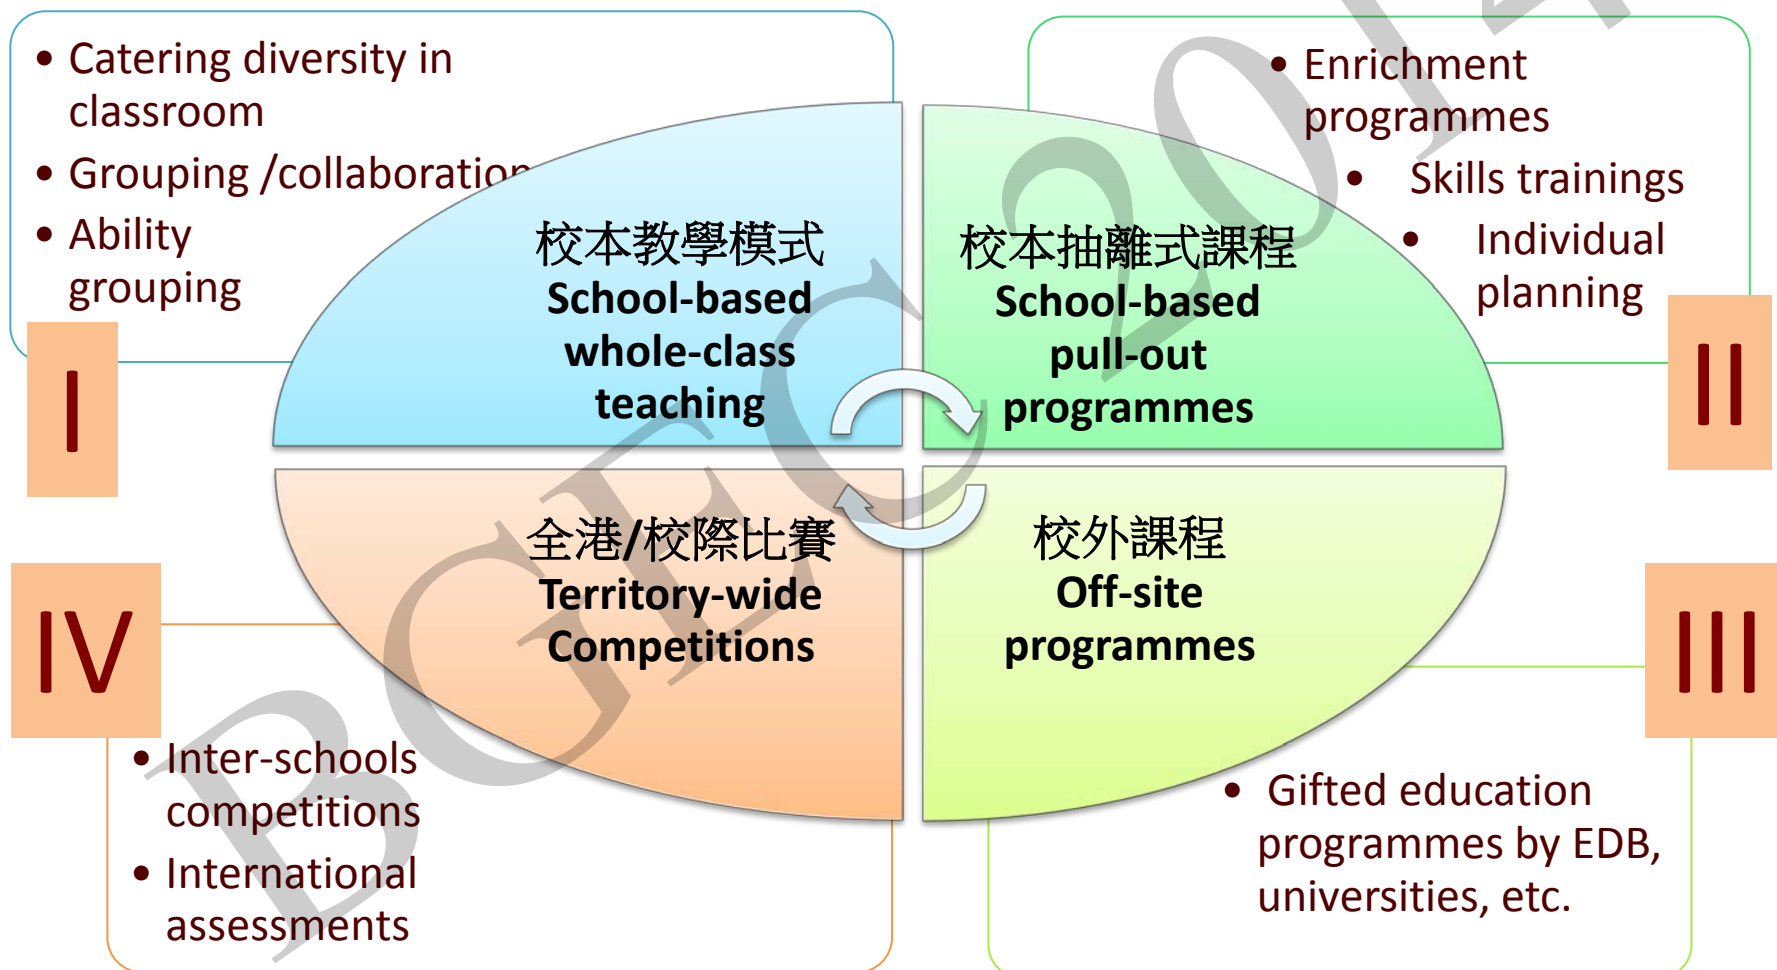 • Catering diversity in
classroom
• Grouping /collaboration
• Ability
grouping
I
校本教學模式
School-based
whole-class
teaching
• Enrichment
programmes
• Skills trainings
• Individual
planning
II
校本抽離式課程
School-based
pull-out
programmes
全港/校際比賽
Territory-wide
Competitions
IV
• Inter-schools
competitions
• International
assessments
校外課程
Off-site
programmes
III
• Gifted education
programmes by EDB,
universities, etc.
BGEC 2014